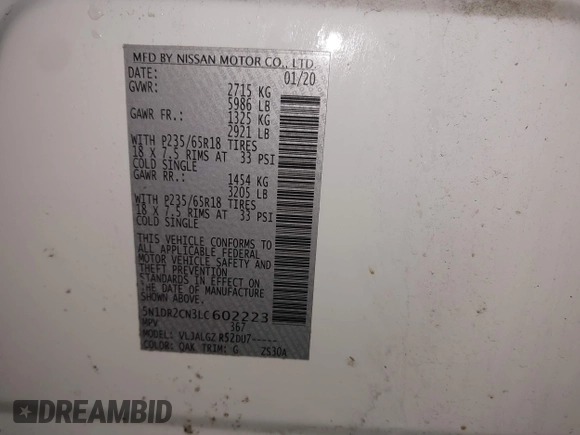 MFD BY NISSAN MOTOR CO., LTD.
DATE: 01/20
GVWR: 2715 KG
5986 LB
GAWR FR.: 1325 KG
2921 LB
WITH P235/65R18 TIRES
18 X 7.5 RIMS AT 33 PSI
COLD SINGLE
GAWR RR.: 1454 KG
3205 LB
WITH P235/65R18 TIRES
18 X 7.5 RIMS AT 33 PSI
COLD SINGLE
THIS VEHICLE CONFORMS TO
ALL APPLICABLE FEDERAL
MOTOR VEHICLE SAFETY AND
THEFT PREVENTION
STANDARDS IN EFFECT ON
THE DATE OF MANUFACTURE
SHOWN ABOVE.
5N1DR2CN3LC602223
MPV 367
MODEL: VLJALGZ R52DU7-----
COLOR: QAK TRIM: G ZS30A
DREAMBID